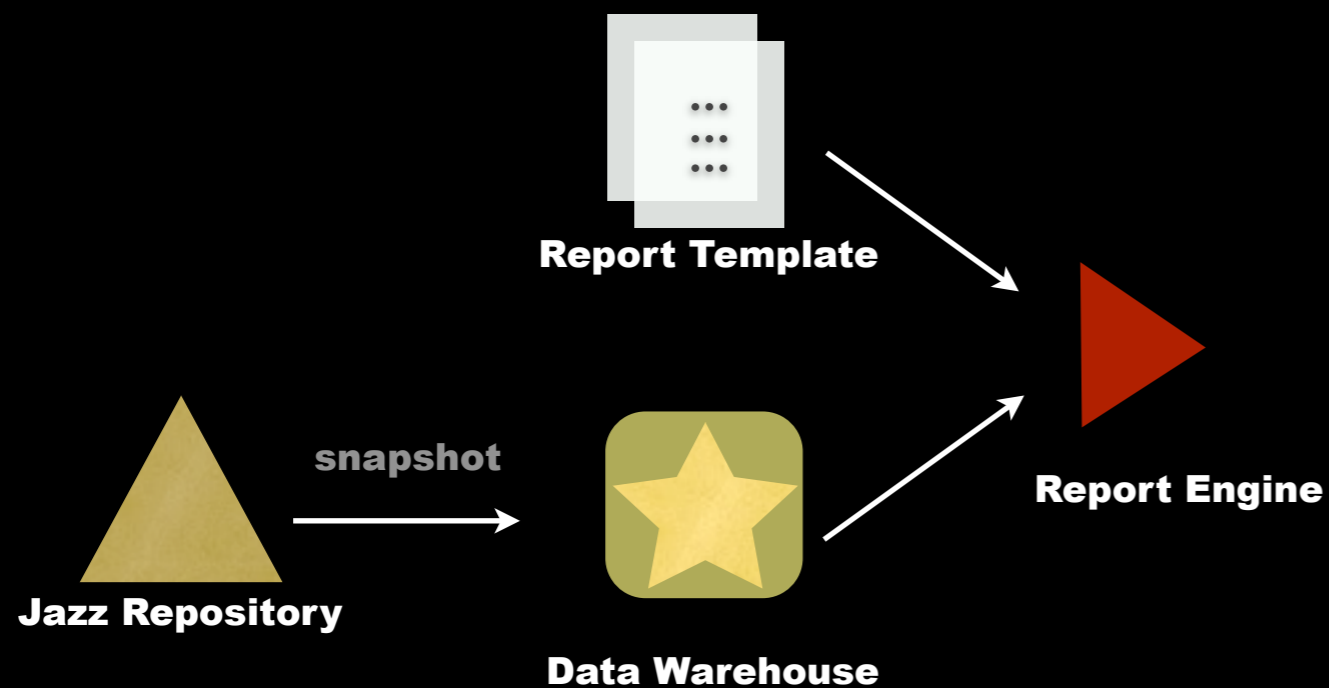 Report Template
snapshot
Report Engine
Jazz Repository
Data Warehouse